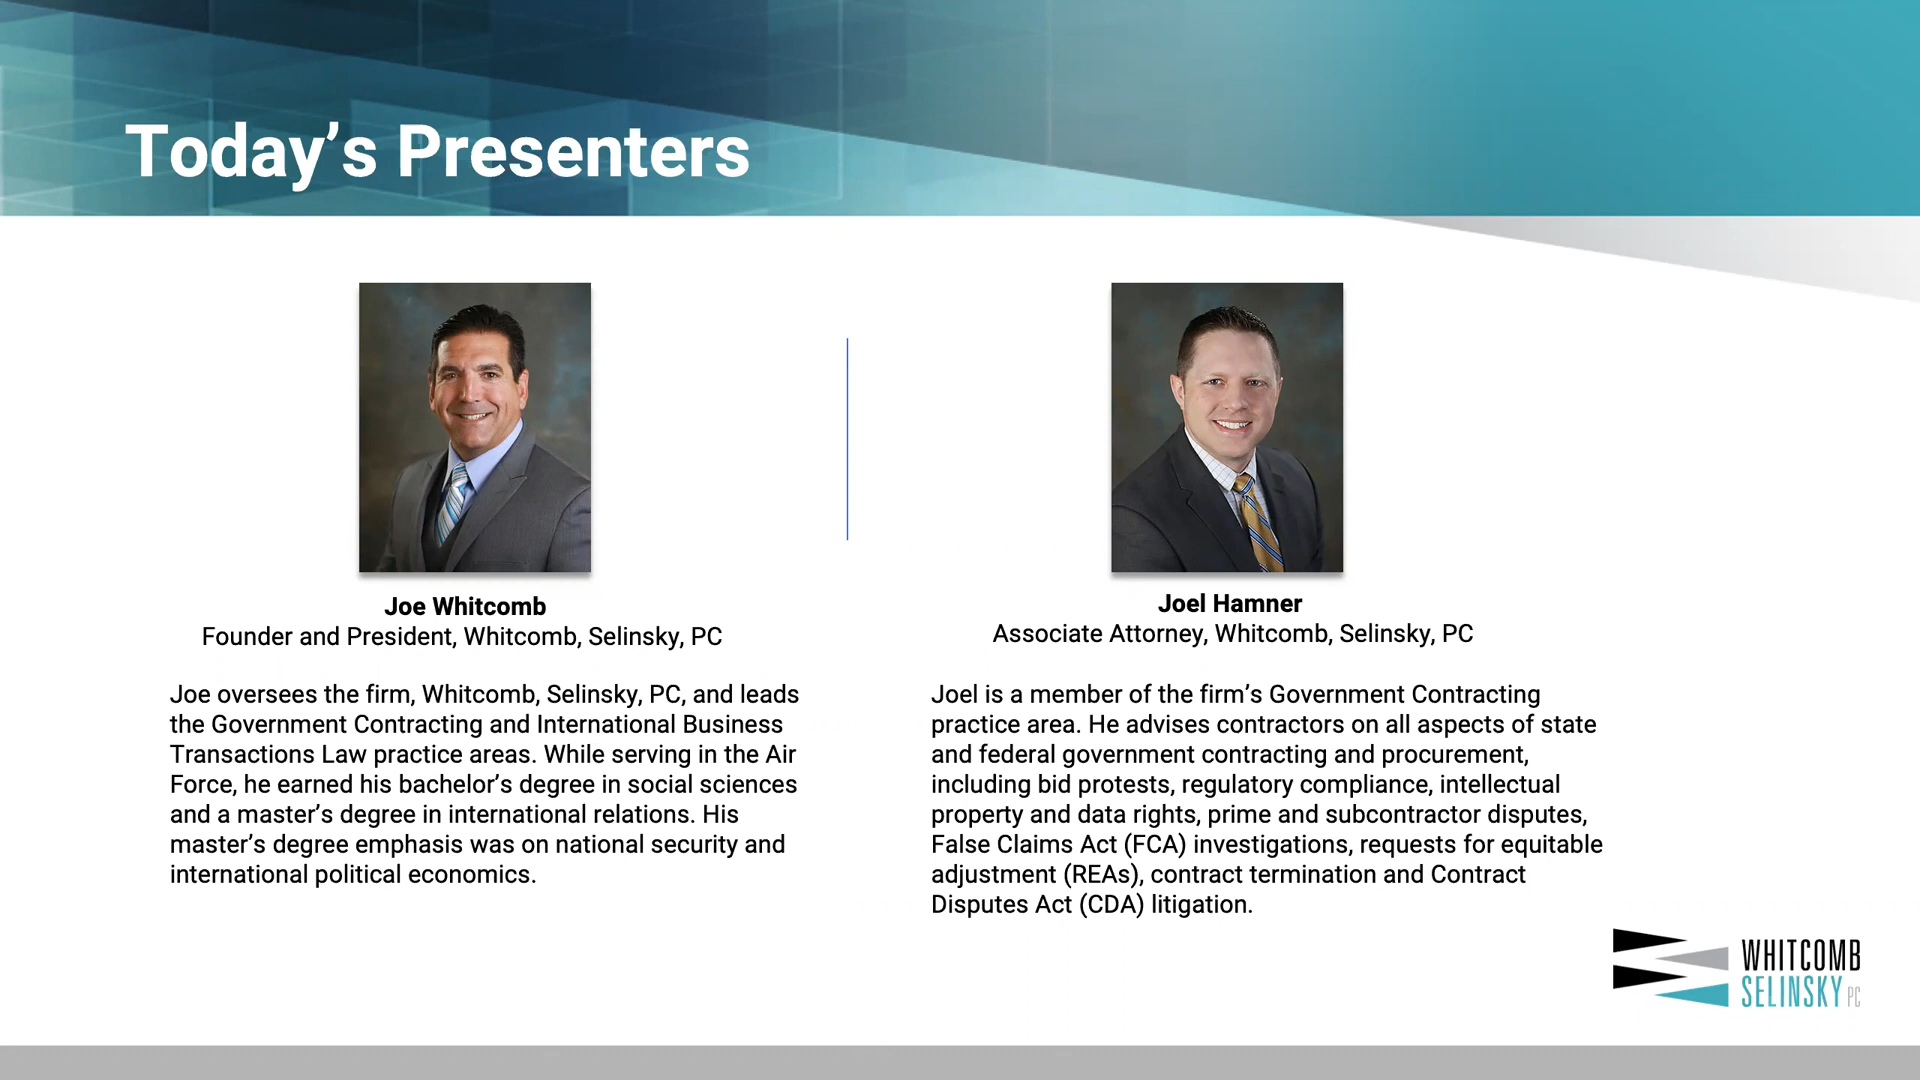 Today’s Presenters
Joe Whitcomb
Founder and President, Whitcomb, Selinsky, PC
Joe oversees the firm, Whitcomb, Selinsky, PC, and leads
the Government Contracting and International Business
Transactions Law practice areas. While serving in the Air
Force, he earned his bachelor’s degree in social sciences
and a master’s degree in international relations. His
master’s degree emphasis was on national security and
international political economics.
Joel Hamner
Associate Attorney, Whitcomb, Selinsky, PC
Joel is a member of the firm’s Government Contracting
practice area. He advises contractors on all aspects of state
and federal government contracting and procurement,
including bid protests, regulatory compliance, intellectual
property and data rights, prime and subcontractor disputes,
False Claims Act (FCA) investigations, requests for equitable
adjustment (REAs), contract termination and Contract
Disputes Act (CDA) litigation.
WHITCOMB
SELINSKY PC